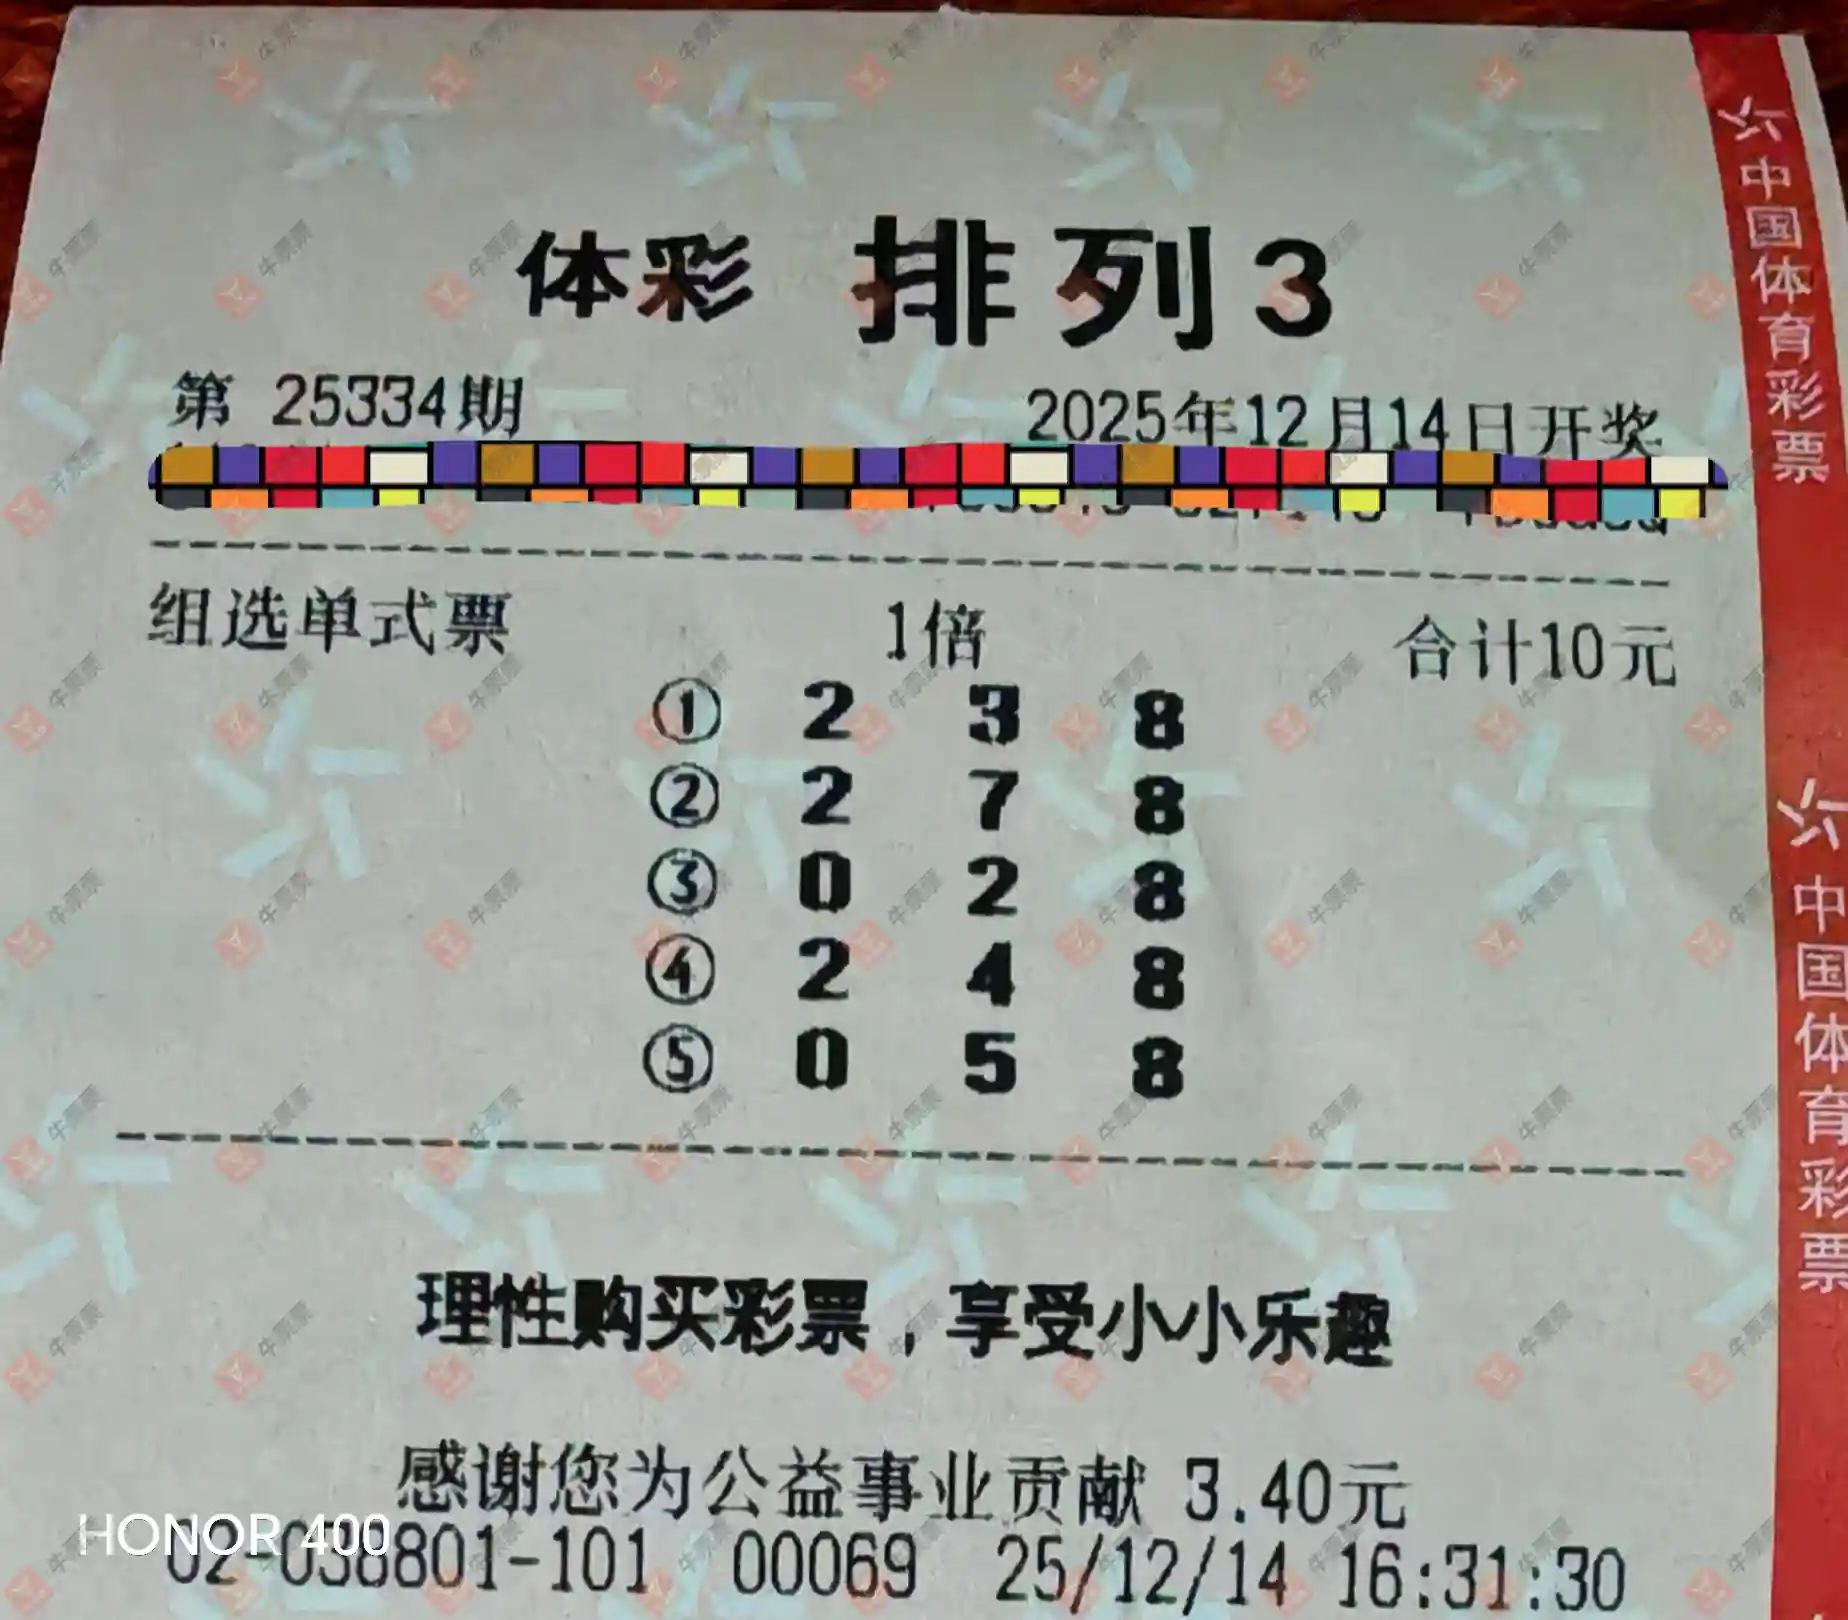 体彩 排列3
第 25334期 2025年12月14日开奖
组选单式票 1倍 合计10元
① 2 3 8
② 2 7 8
③ 0 2 8
④ 2 4 8
⑤ 0 5 8
理性购买彩票，享受小小乐趣
感谢您为公益事业贡献 3.40元
02-038801-101 00069 25/12/14 16:31:30
HONOR 400
中国体育彩票
中国体育彩票
牛票票